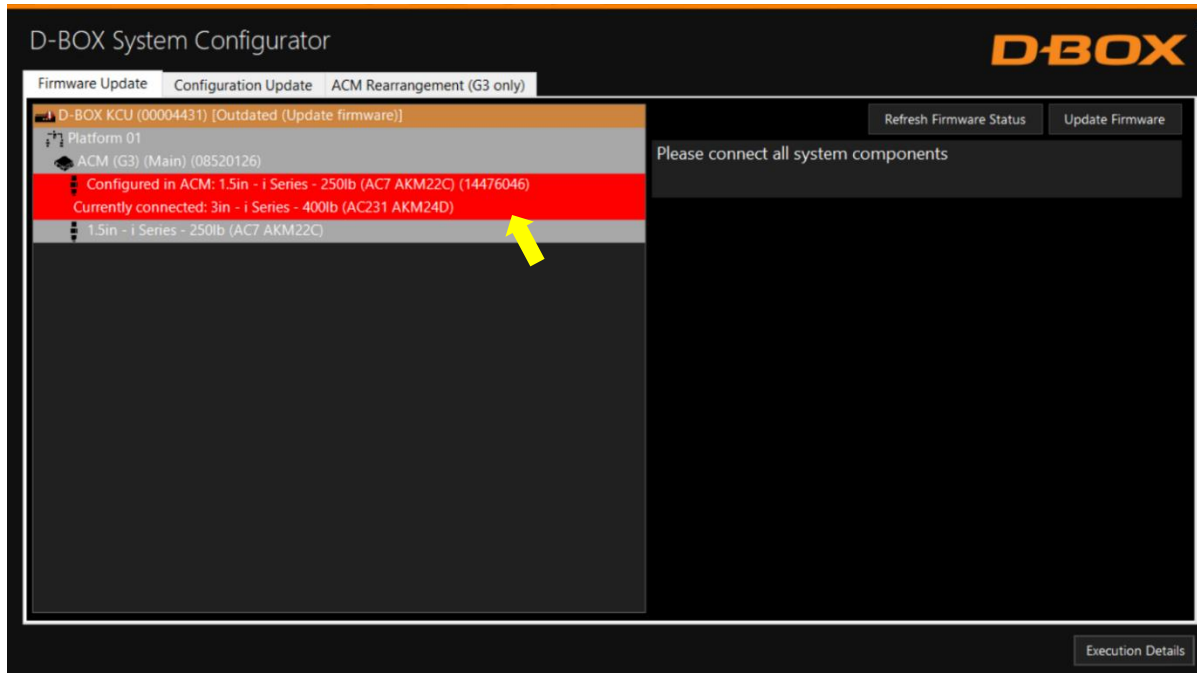 D-BOX System Configurator
D-BOX
Firmware Update
Configuration Update
ACM Rearrangement (G3 only)
D-BOX KCU (00004431) [Outdated (Update firmware)]
Platform 01
ACM (G3) (Main) (08520126)
Configured in ACM: 1.5in - i Series - 250lb (AC7 AKM22C) (14476046)
Currently connected: 3in - i Series - 400lb (AC231 AKM24D)
1.5in - i Series - 250lb (AC7 AKM22C)
Refresh Firmware Status
Update Firmware
Please connect all system components
Execution Details